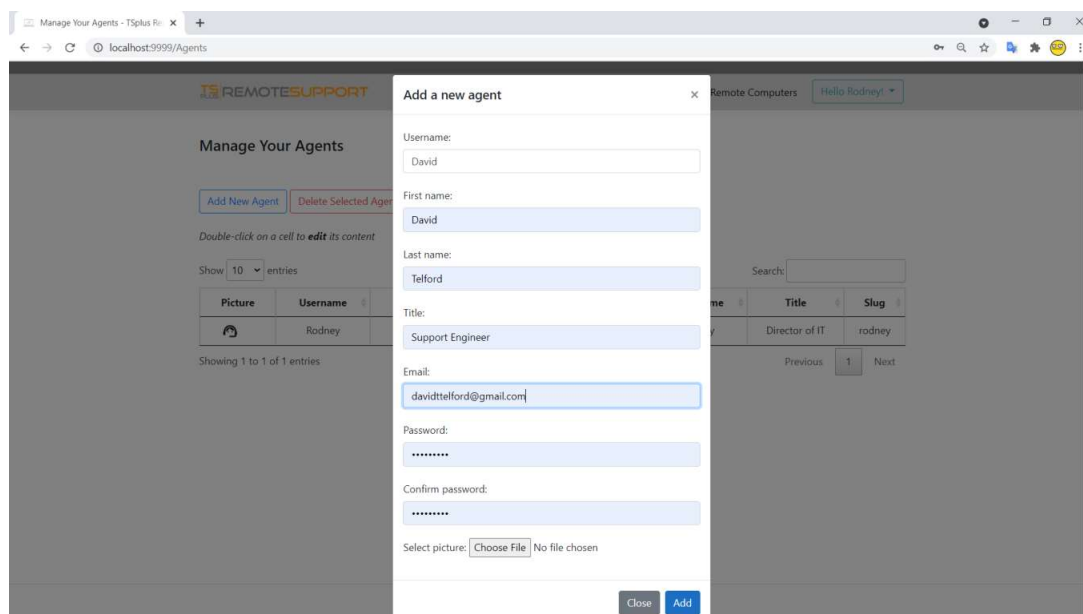 Manage Your Agents - TSplus Re
localhost:9999/Agents
TS REMOTESUPPORT
Remote Computers
Hello Rodney!
Manage Your Agents
Add New Agent
Delete Selected Agen
Double-click on a cell to edit its content
Show 10 entries
Search:
Picture Username me Title Slug
Rodney y Director of IT rodney
Showing 1 to 1 of 1 entries
Previous 1 Next
Add a new agent
×
Username:
David
First name:
David
Last name:
Telford
Title:
Support Engineer
Email:
davidttelford@gmail.com
Password:
•••••••••
Confirm password:
•••••••••
Select picture: Choose File No file chosen
Close Add